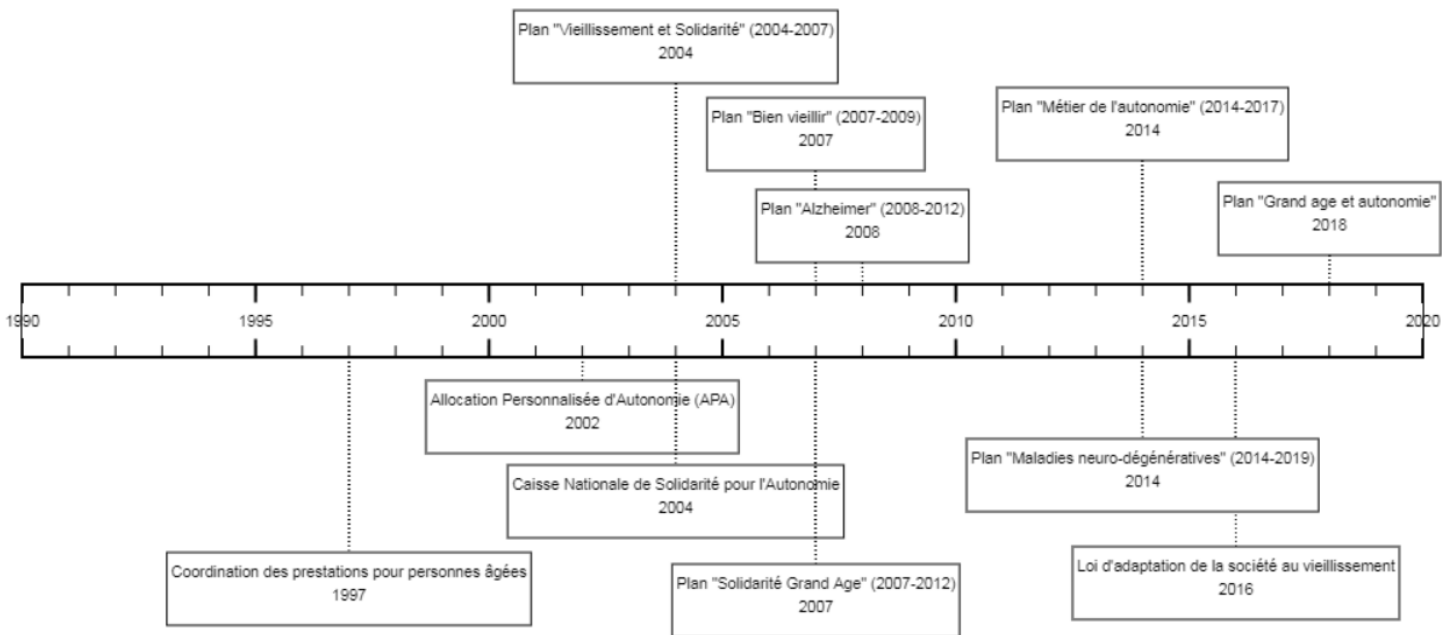 Plan "Vieillissement et Solidarité" (2004-2007)
2004
Plan "Bien vieillir" (2007-2009)
2007
Plan "Métier de l'autonomie" (2014-2017)
2014
Plan "Alzheimer" (2008-2012)
2008
Plan "Grand age et autonomie"
2018
1990 1995 2000 2005 2010 2015 2020
Allocation Personnalisée d'Autonomie (APA)
2002
Caisse Nationale de Solidarité pour l'Autonomie
2004
Plan "Maladies neuro-dégénératives" (2014-2019)
2014
Coordination des prestations pour personnes âgées
1997
Plan "Solidarité Grand Age" (2007-2012)
2007
Loi d'adaptation de la société au vieillissement
2016